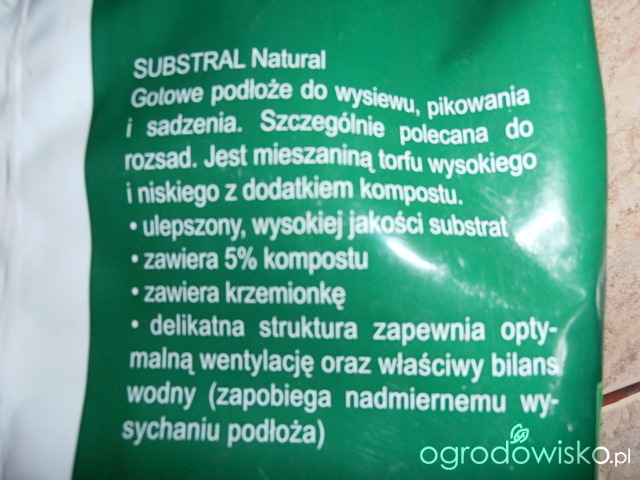 SUBSTRAL Natural
Gotowe podłoże do wysiewu, pikowania
i sadzenia. Szczególnie polecana do
rozsad. Jest mieszaniną torfu wysokiego
i niskiego z dodatkiem kompostu.
• ulepszony, wysokiej jakości substrat
• zawiera 5% kompostu
• zawiera krzemionkę
• delikatna struktura zapewnia opty-
malną wentylację oraz właściwy bilans
wodny (zapobiega nadmiernemu wy-
sychaniu podłoża)
ogrodowisko.pl